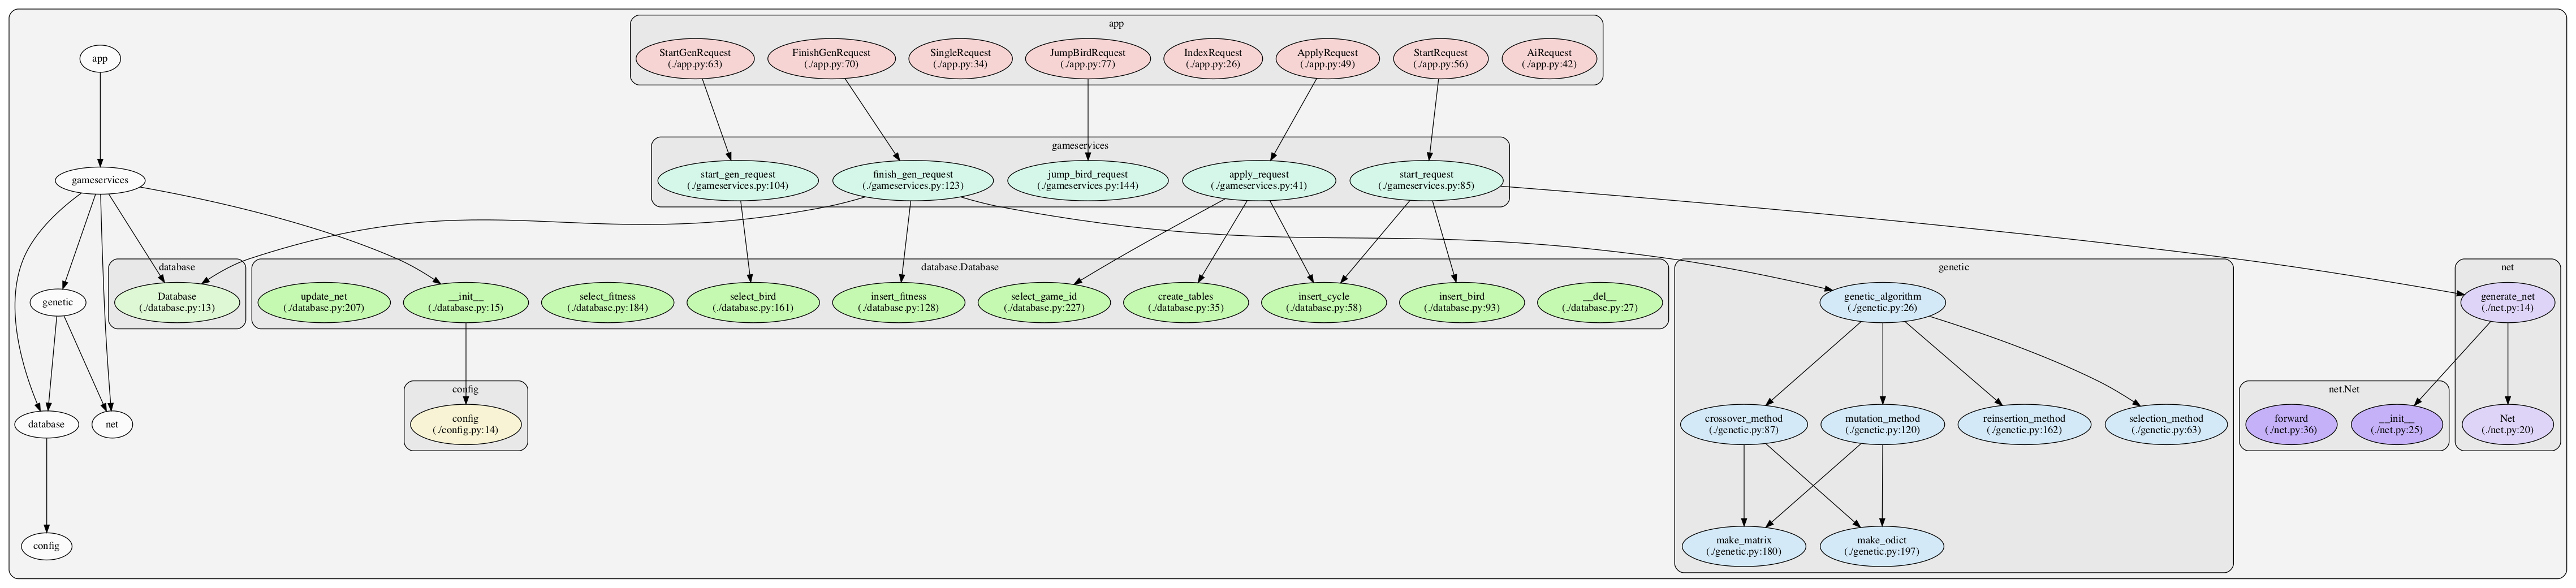 app
app
StartGenRequest
(./app.py:63)
FinishGenRequest
(./app.py:70)
SingleRequest
(./app.py:34)
JumpBirdRequest
(./app.py:77)
IndexRequest
(./app.py:26)
ApplyRequest
(./app.py:49)
StartRequest
(./app.py:56)
AiRequest
(./app.py:42)
gameservices
gameservices
start_gen_request
(./gameservices.py:104)
finish_gen_request
(./gameservices.py:123)
jump_bird_request
(./gameservices.py:144)
apply_request
(./gameservices.py:41)
start_request
(./gameservices.py:85)
genetic
database
Database
(./database.py:13)
database.Database
update_net
(./database.py:207)
__init__
(./database.py:15)
select_fitness
(./database.py:184)
select_bird
(./database.py:161)
insert_fitness
(./database.py:128)
select_game_id
(./database.py:227)
create_tables
(./database.py:35)
insert_cycle
(./database.py:58)
insert_bird
(./database.py:93)
__del__
(./database.py:27)
genetic
genetic_algorithm
(./genetic.py:26)
net
generate_net
(./net.py:14)
database
net
config
config
(./config.py:14)
crossover_method
(./genetic.py:87)
mutation_method
(./genetic.py:120)
reinsertion_method
(./genetic.py:162)
selection_method
(./genetic.py:63)
net.Net
forward
(./net.py:36)
__init__
(./net.py:25)
Net
(./net.py:20)
config
make_matrix
(./genetic.py:180)
make_odict
(./genetic.py:197)